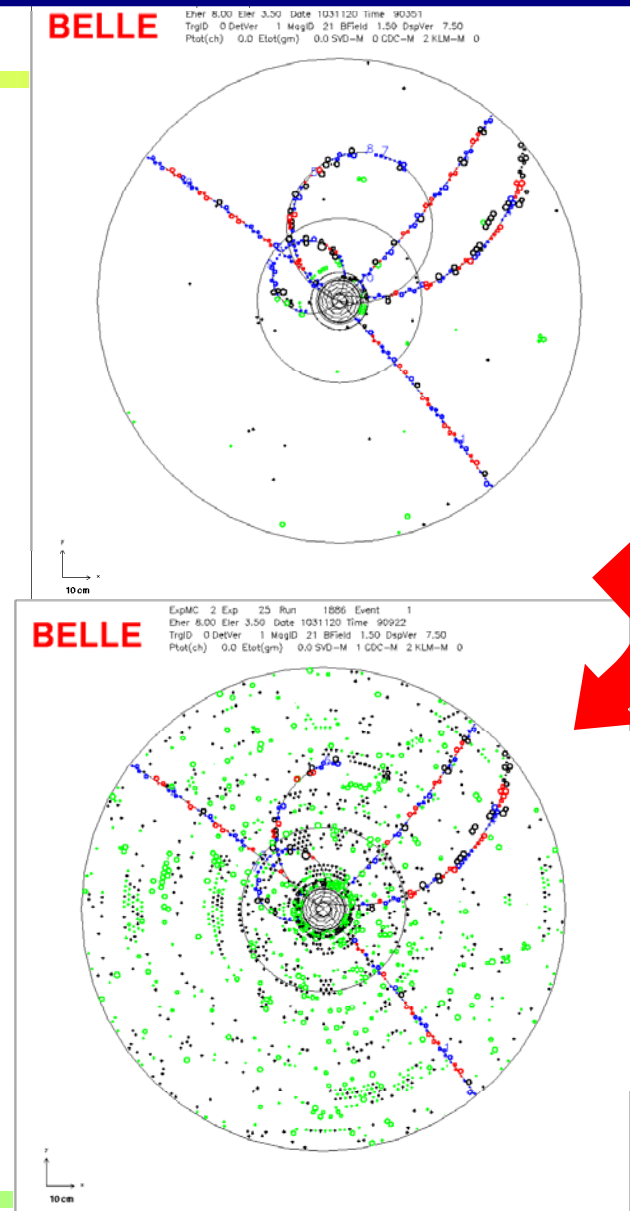 BELLE
Eher 8.00 Eler 3.50 Date 1031120 Time 90351
TrgID 0 DetVer 1 MagID 21 BField 1.50 DspVer 7.50
Ptot(ch) 0.0 Etot(gm) 0.0 SVD-M 0 CDC-M 2 KLM-M 0
y
x
10 cm
BELLE
ExpMC 2 Exp 25 Run 1886 Event 1
Eher 8.00 Eler 3.50 Date 1031120 Time 90922
TrgID 0 DetVer 1 MagID 21 BField 1.50 DspVer 7.50
Ptot(ch) 0.0 Etot(gm) 0.0 SVD-M 1 CDC-M 2 KLM-M 0
y
x
10 cm